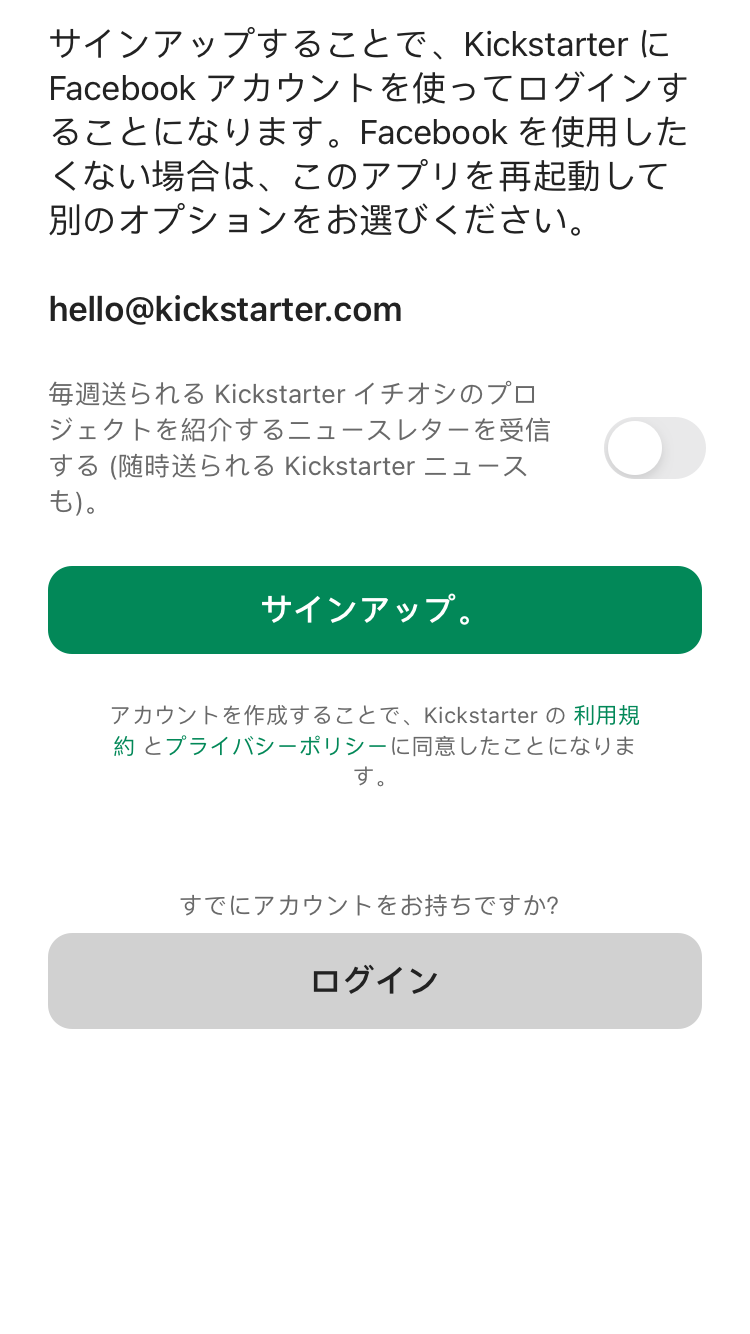 サインアップすることで、Kickstarter に
Facebook アカウントを使ってログインす
ることになります。Facebook を使用した
くない場合は、このアプリを再起動して
別のオプションをお選びください。
hello@kickstarter.com
毎週送られる Kickstarter イチオシのプロ
ジェクトを紹介するニュースレターを受信
する (随時送られる Kickstarter ニュース
も)。
サインアップ。
アカウントを作成することで、Kickstarter の 利用規
約 とプライバシーポリシーに同意したことになりま
す。
すでにアカウントをお持ちですか?
ログイン